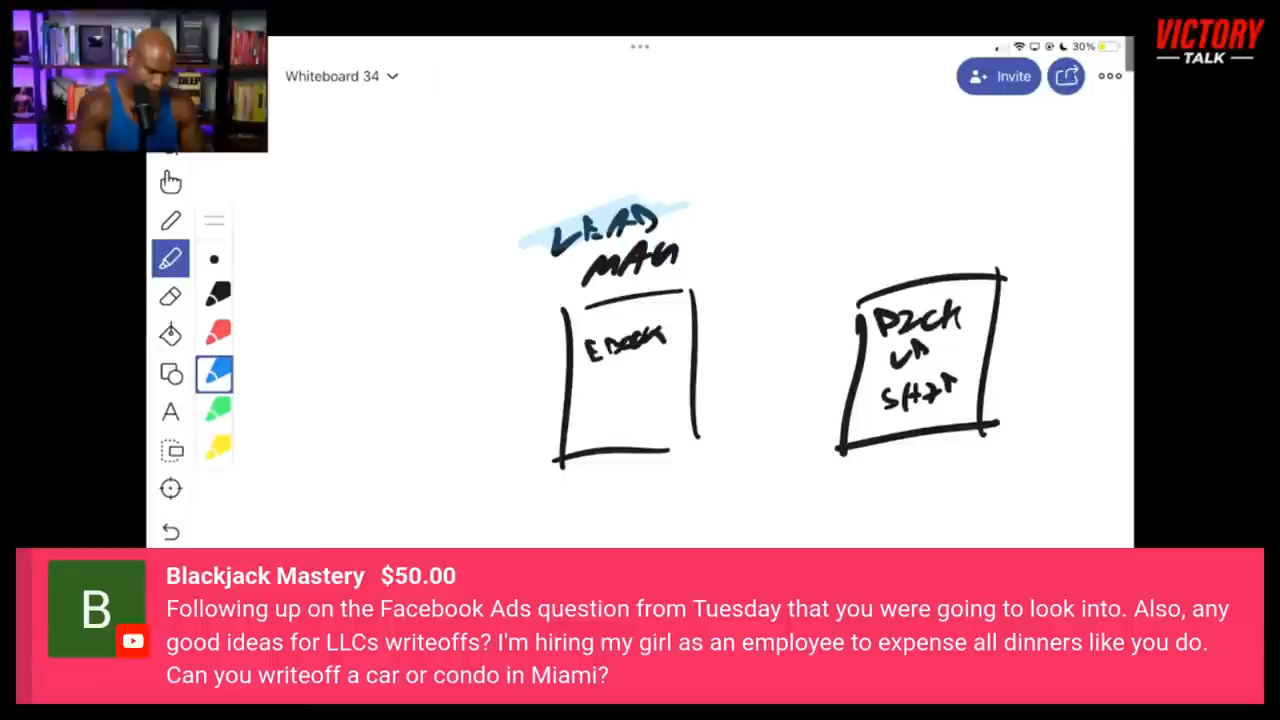 VICTORY
TALK
30%
Whiteboard 34
Invite
LEAD
MAG
EBOOK
PICK
UP
SHIP
B
Blackjack Mastery $50.00
Following up on the Facebook Ads question from Tuesday that you were going to look into. Also, any
good ideas for LLCs writeoffs? I'm hiring my girl as an employee to expense all dinners like you do.
Can you writeoff a car or condo in Miami?